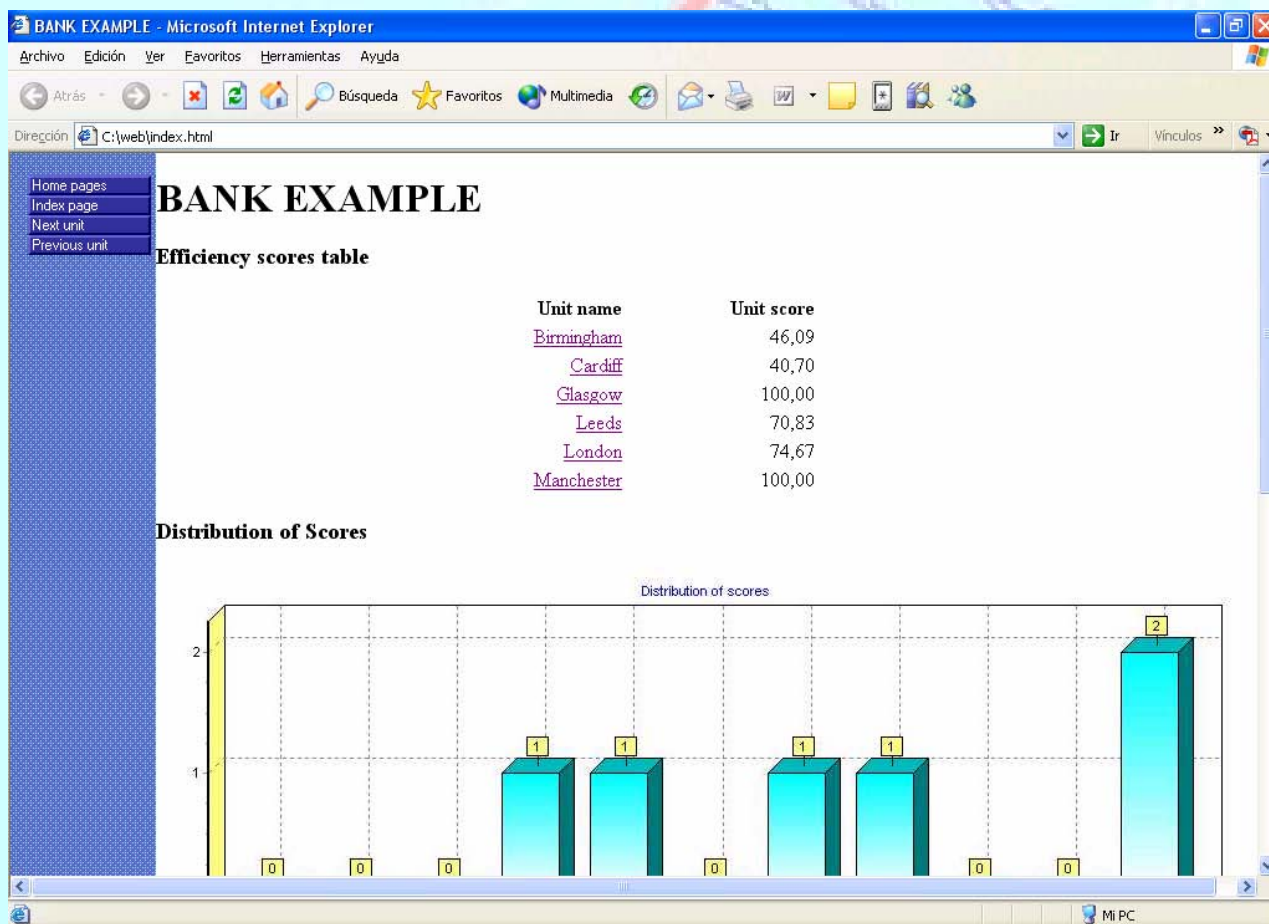 BANK EXAMPLE - Microsoft Internet Explorer
Archivo Edición Ver Favoritos Herramientas Ayuda
Atrás Búsqueda Favoritos Multimedia
Dirección C:\web\index.html Ir Vínculos »
Home pages
Index page
Next unit
Previous unit
BANK EXAMPLE
Efficiency scores table
Unit name Unit score
Birmingham 46,09
Cardiff 40,70
Glasgow 100,00
Leeds 70,83
London 74,67
Manchester 100,00
Distribution of Scores
Distribution of scores
2
2
1 1 1 1
1
0 0 0 0 0 0
Mi PC